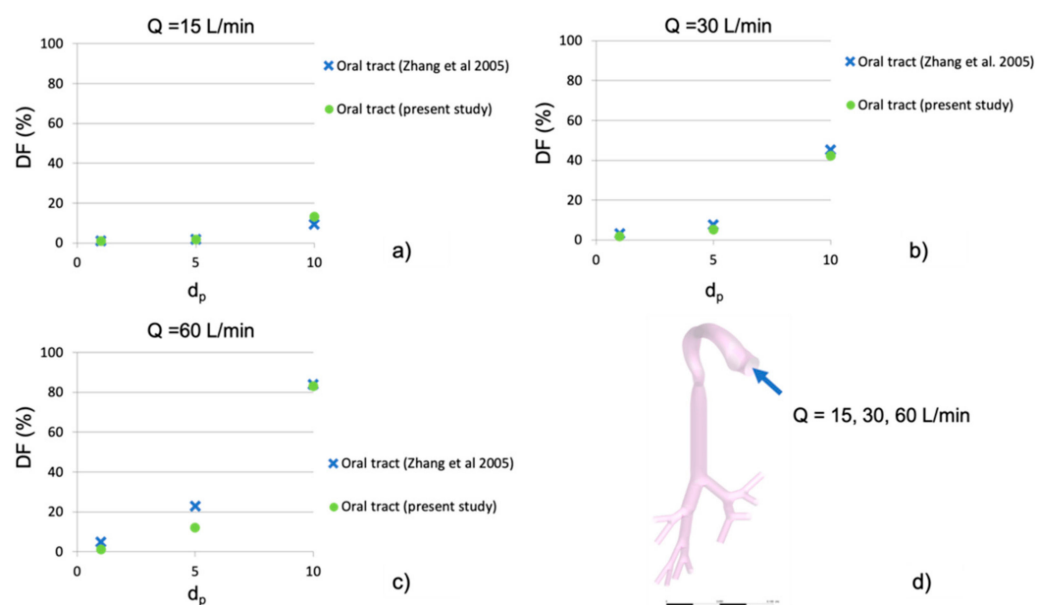 Q =15 L/min
100
80
60
40
20
0
0
5
10
DF (%)
d_p
Oral tract (Zhang et al 2005)
Oral tract (present study)
a)
Q =30 L/min
100
80
60
40
20
0
0
5
10
DF (%)
d_p
Oral tract (Zhang et al. 2005)
Oral tract (present study)
b)
Q =60 L/min
100
80
60
40
20
0
0
5
10
DF (%)
d_p
Oral tract (Zhang et al 2005)
Oral tract (present study)
c)
Q = 15, 30, 60 L/min
d)